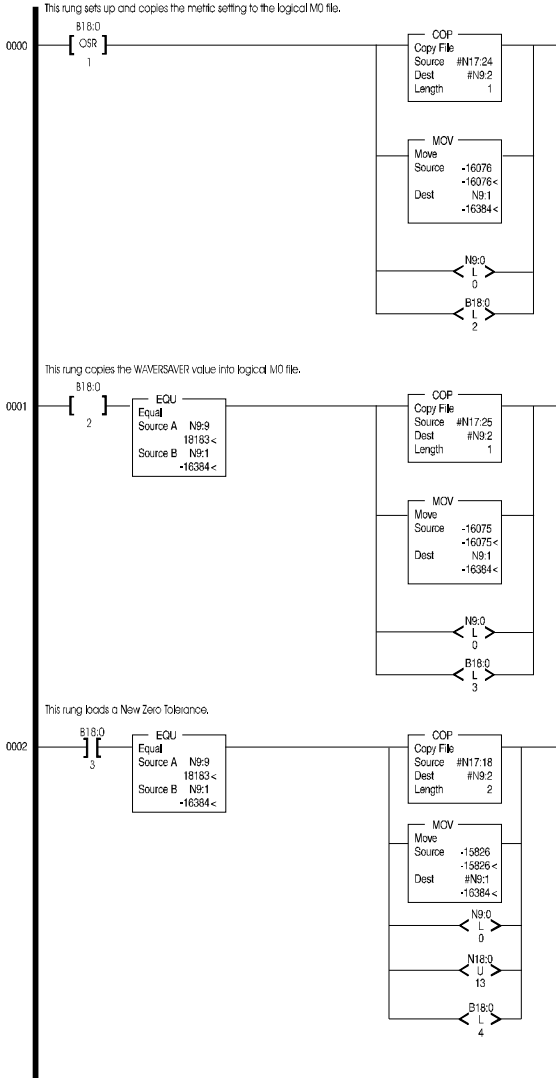 This rung sets up and copies the metric setting to the logical M0 file.
B18:0
0000
OSR
1
COP
Copy File
Source #N17:24
Dest #N9:2
Length 1
MOV
Move
Source -16076
-16076<
Dest N9:1
-16384<
N9:0
L
0
B18:0
L
2
This rung copies the WAVERSAVER value into logical M0 file.
B18:0
0001
2
EQU
Equal
Source A N9:9
18183<
Source B N9:1
-16384<
COP
Copy File
Source #N17:25
Dest #N9:2
Length 1
MOV
Move
Source -16075
-16075<
Dest N9:1
-16384<
N9:0
L
0
B18:0
L
3
This rung loads a New Zero Tolerance.
B18:0
0002
3
EQU
Equal
Source A N9:9
18183<
Source B N9:1
-16384<
COP
Copy File
Source #N17:18
Dest #N9:2
Length 2
MOV
Move
Source -15826
-15826<
Dest #N9:1
-16384<
N9:0
L
0
N18:0
U
13
B18:0
L
4